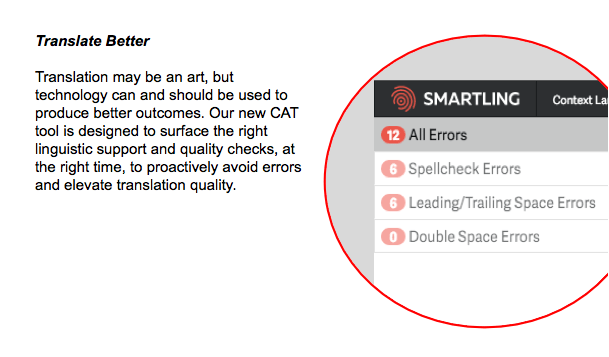 Translate Better
Translation may be an art, but
technology can and should be used to
produce better outcomes. Our new CAT
tool is designed to surface the right
linguistic support and quality checks, at
the right time, to proactively avoid errors
and elevate translation quality.
SMARTLING Context La
12 All Errors
6 Spellcheck Errors
6 Leading/Trailing Space Errors
0 Double Space Errors